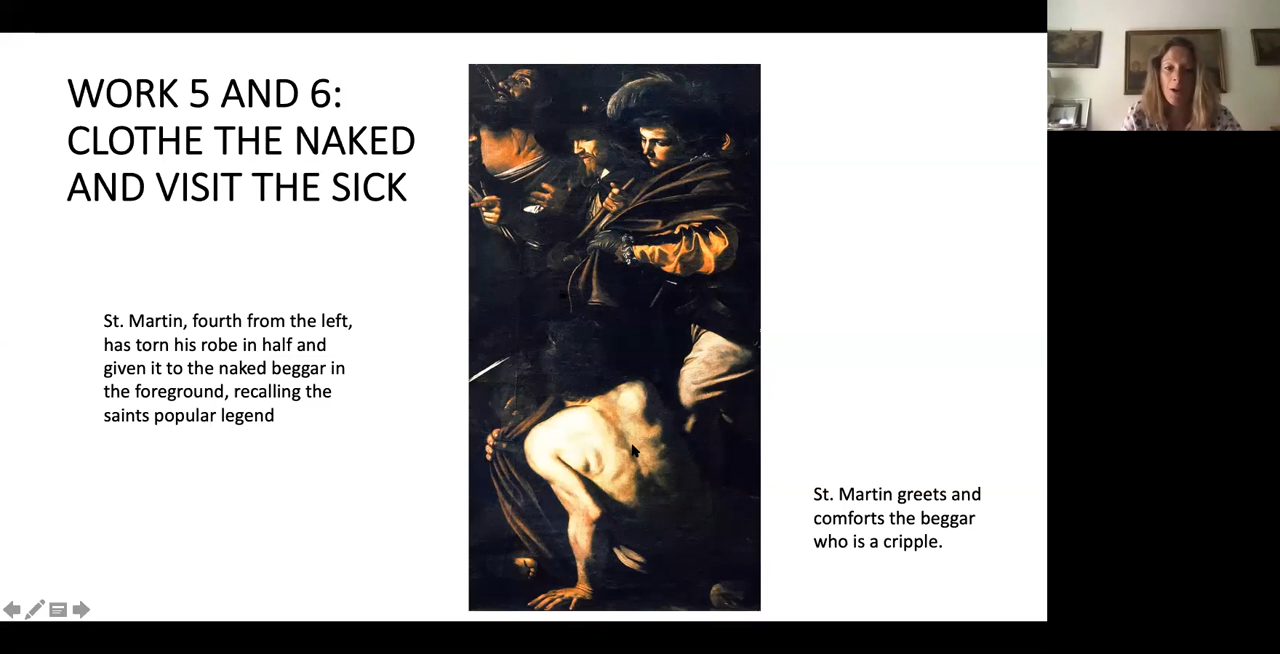 WORK 5 AND 6:
CLOTHE THE NAKED
AND VISIT THE SICK
St. Martin, fourth from the left,
has torn his robe in half and
given it to the naked beggar in
the foreground, recalling the
saints popular legend
St. Martin greets and
comforts the beggar
who is a cripple.